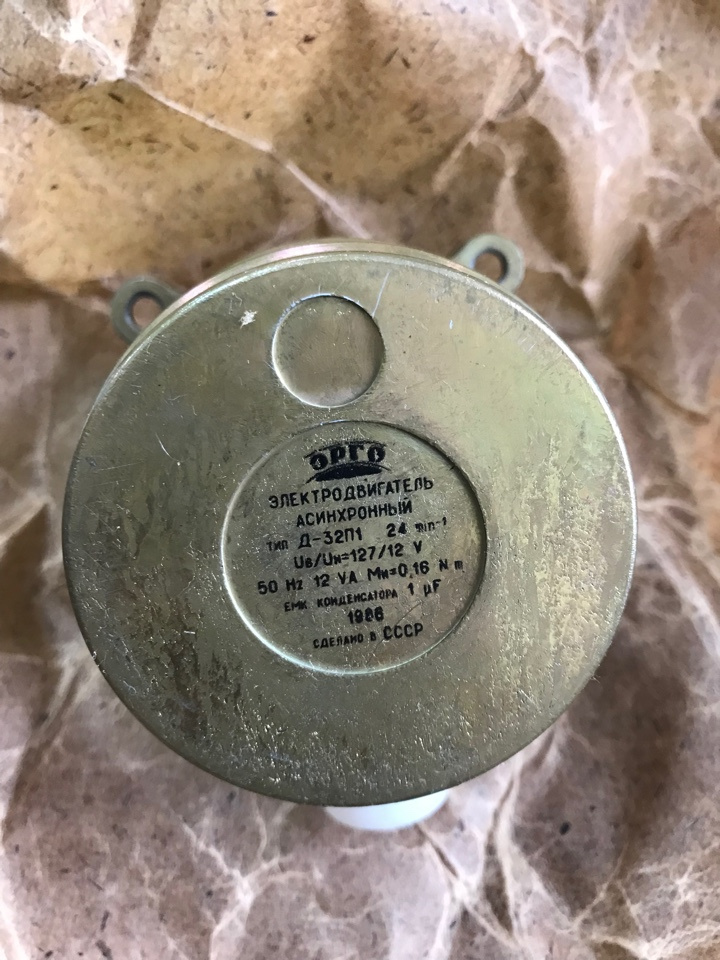 ОРГО
ЭЛЕКТРОДВИГАТЕЛЬ
АСИНХРОННЫЙ
ТИП Д-32П1 24 min-1
Uв/Uн=127/12 V
50 Hz 12 VA Мн=0,16 N m
ЕМК КОНДЕНСАТОРА 1 µF
1986
СДЕЛАНО В СССР